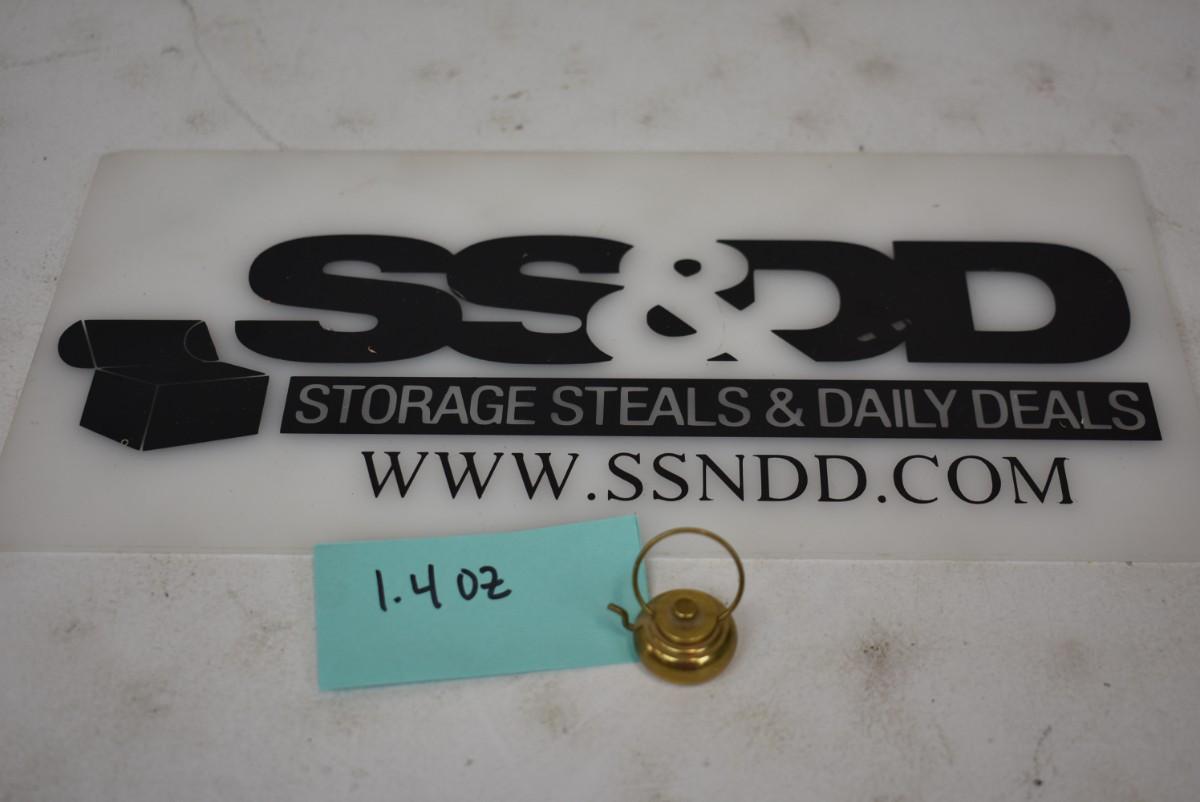 SS&DD
STORAGE STEALS & DAILY DEALS
WWW.SSNDD.COM
1.4 OZ